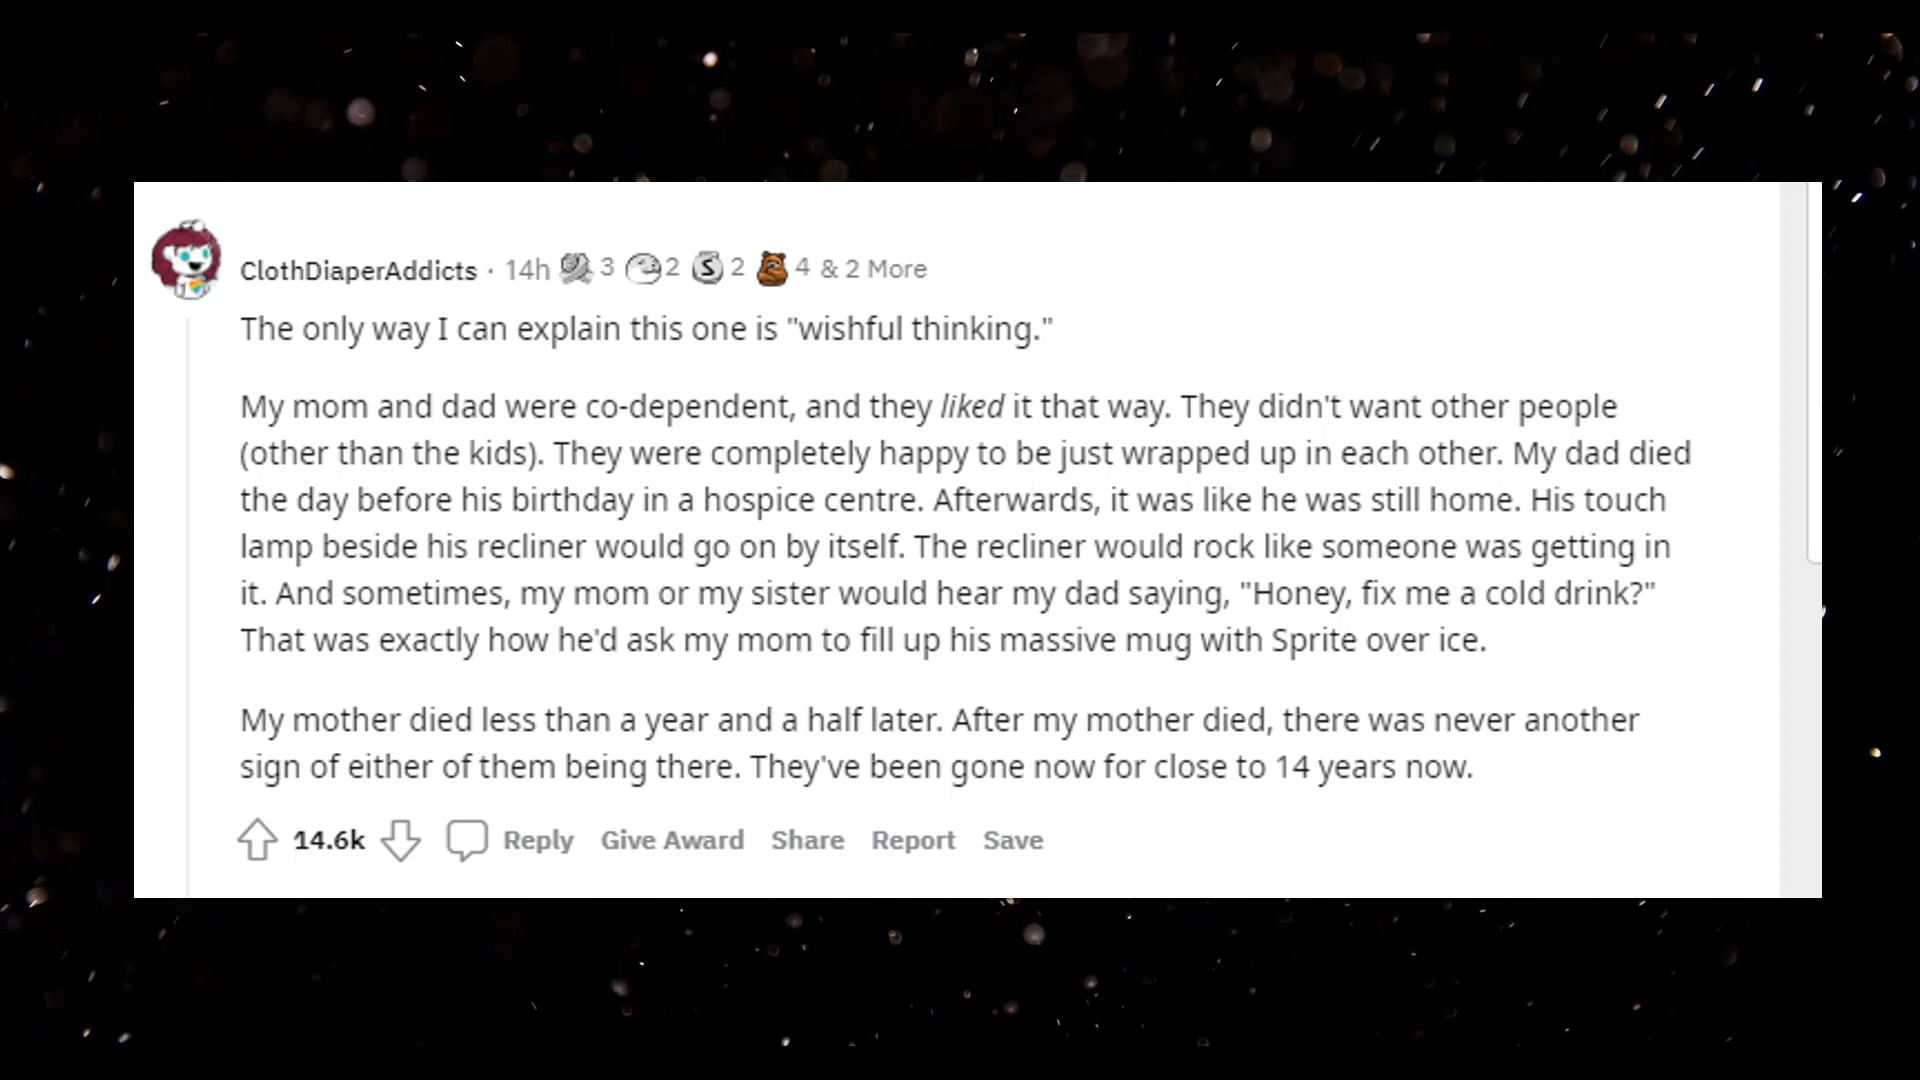 ClothDiaperAddicts · 14h 3 2 S 2 4 & 2 More
The only way I can explain this one is "wishful thinking."
My mom and dad were co-dependent, and they liked it that way. They didn't want other people
(other than the kids). They were completely happy to be just wrapped up in each other. My dad died
the day before his birthday in a hospice centre. Afterwards, it was like he was still home. His touch
lamp beside his recliner would go on by itself. The recliner would rock like someone was getting in
it. And sometimes, my mom or my sister would hear my dad saying, "Honey, fix me a cold drink?"
That was exactly how he'd ask my mom to fill up his massive mug with Sprite over ice.
My mother died less than a year and a half later. After my mother died, there was never another
sign of either of them being there. They've been gone now for close to 14 years now.
14.6k Reply Give Award Share Report Save